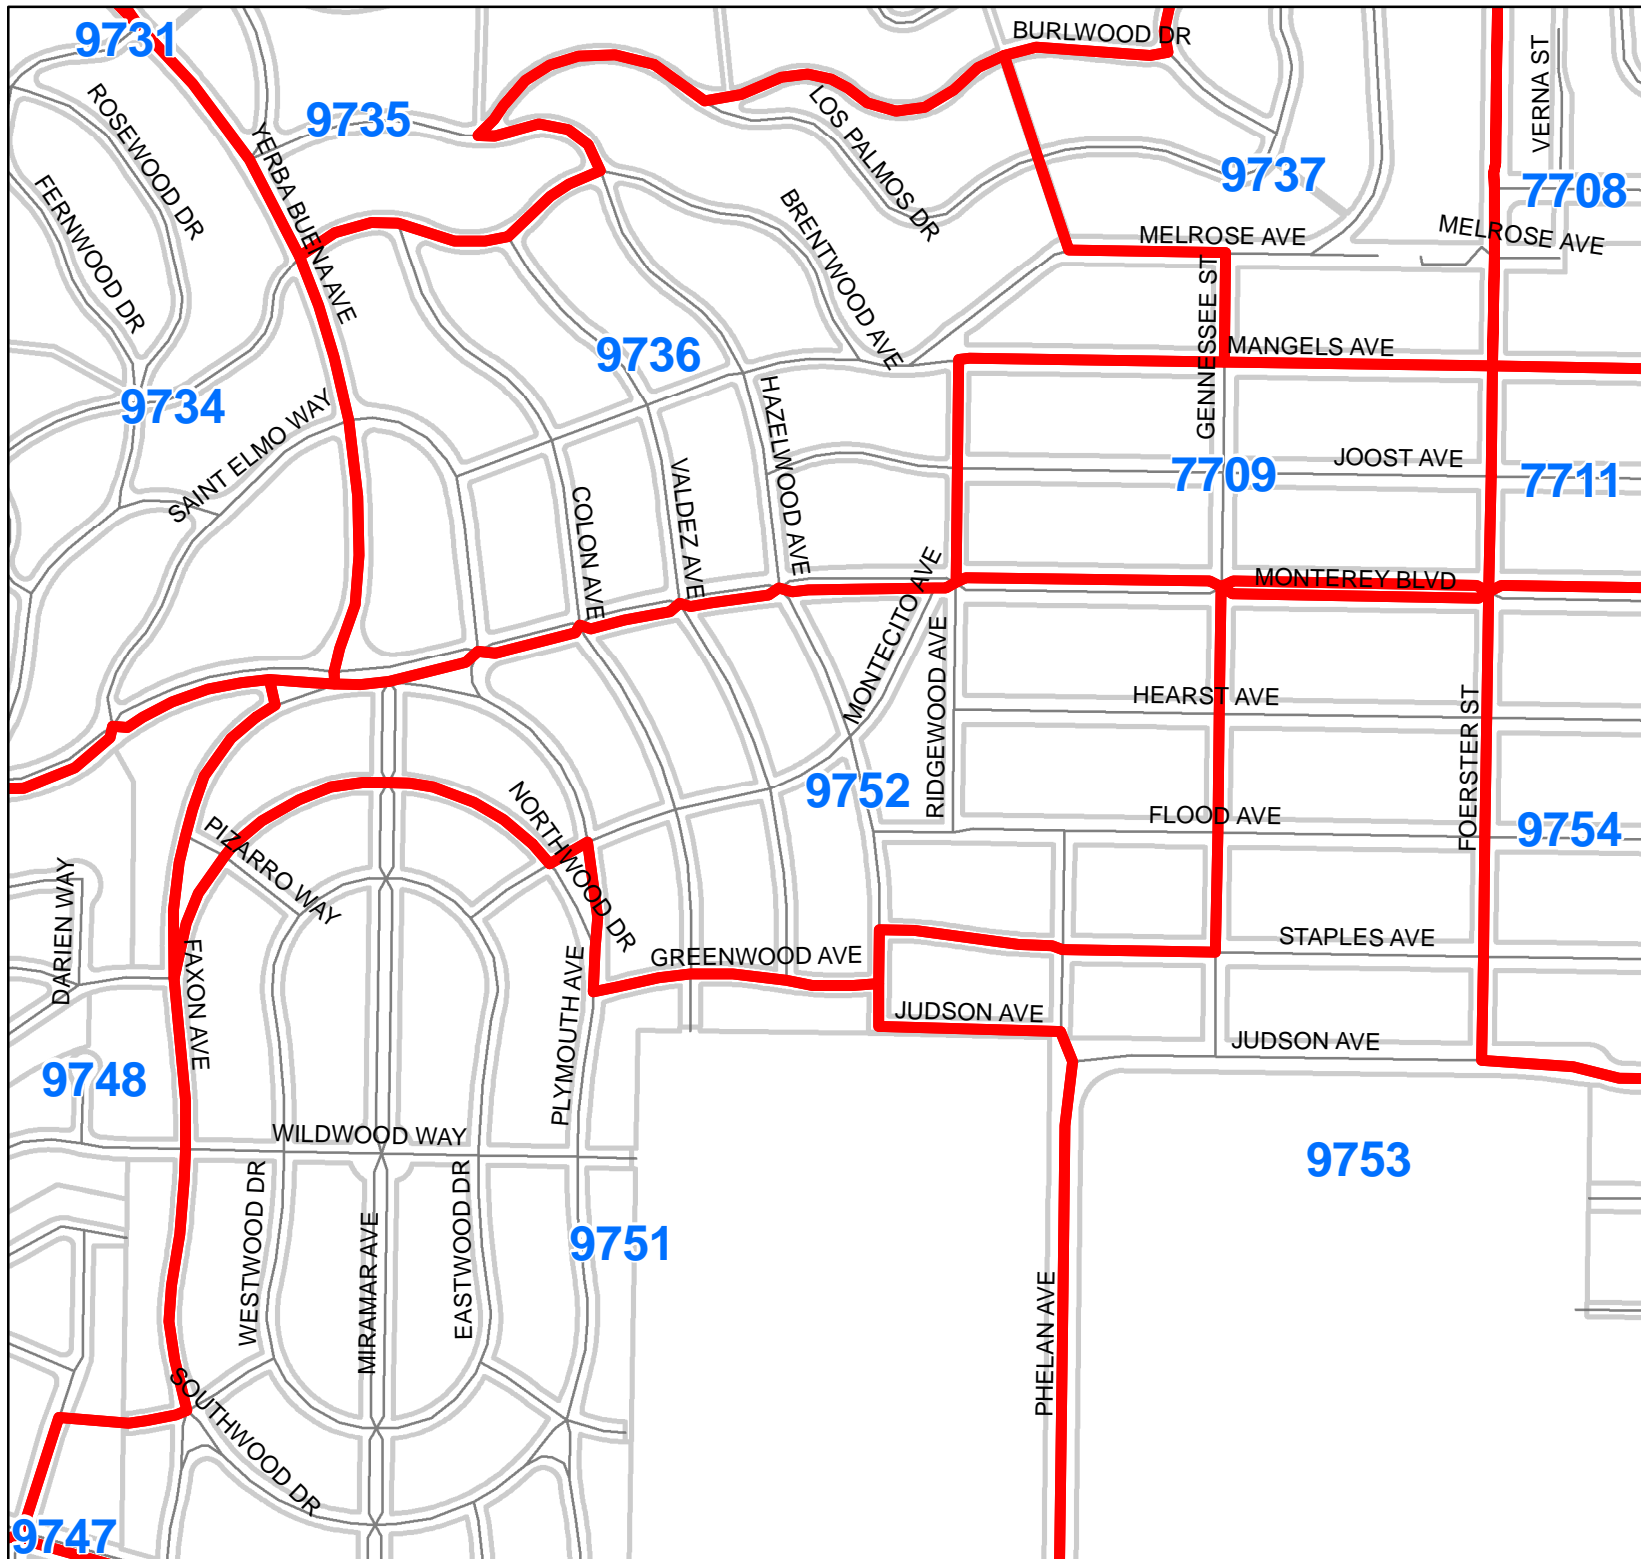 9731
BURLWOOD DR
VERNA ST
ROSEWOOD DR
9735
YERBA BUENA AVE
LOS PALMOS DR
9737
7708
FERNWOOD DR
BRENTWOOD AVE
MELROSE AVE
MELROSE AVE
GENNESSEE ST
9736
MANGELS AVE
9734
SAINT ELMO WAY
HAZELWOOD AVE
JOOST AVE
7709
7711
COLON AVE
VALDEZ AVE
MONTECITO AVE
MONTEREY BLVD
RIDGEWOOD AVE
HEARST AVE
FOERSTER ST
9752
NORTHWOOD DR
FLOOD AVE
9754
PIZARRO WAY
DARIEN WAY
FAXON AVE
PLYMOUTH AVE
GREENWOOD AVE
STAPLES AVE
JUDSON AVE
JUDSON AVE
9748
WILDWOOD WAY
9753
WESTWOOD DR
MIRAMAR AVE
EASTWOOD DR
9751
PHELAN AVE
SOUTHWOOD DR
9747